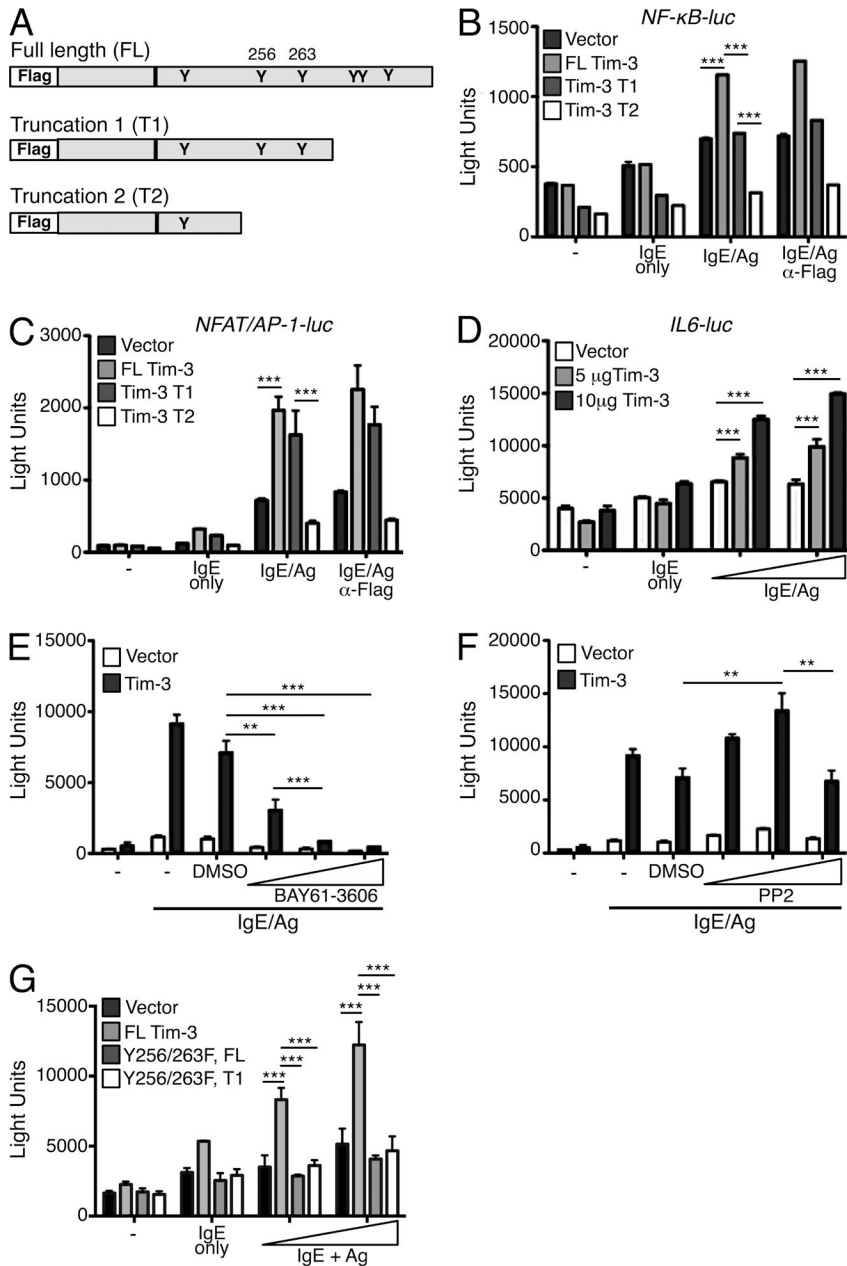 A
Full length (FL)
256 263
Flag Y Y Y YY Y
Truncation 1 (T1)
Flag Y Y Y
Truncation 2 (T2)
Flag Y
B
NF-κB-luc
1500
1000
500
0
Light Units
Vector
FL Tim-3
Tim-3 T1
Tim-3 T2
*** ***
***
- IgE only IgE/Ag IgE/Ag α-Flag
C
NFAT/AP-1-luc
3000
2000
1000
0
Light Units
Vector
FL Tim-3
Tim-3 T1
Tim-3 T2
*** ***
- IgE only IgE/Ag IgE/Ag α-Flag
D
IL6-luc
20000
15000
10000
5000
0
Light Units
Vector
5 μgTim-3
10μg Tim-3
*** ***
*** ***
- IgE only IgE/Ag
E
15000
10000
5000
0
Light Units
Vector
Tim-3
***
***
**
***
- - DMSO BAY61-3606
IgE/Ag
F
20000
15000
10000
5000
0
Light Units
Vector
Tim-3
** **
- - DMSO PP2
IgE/Ag
G
15000
10000
5000
0
Light Units
Vector
FL Tim-3
Y256/263F, FL
Y256/263F, T1
***
*** ***
***
*** ***
- IgE only IgE + Ag